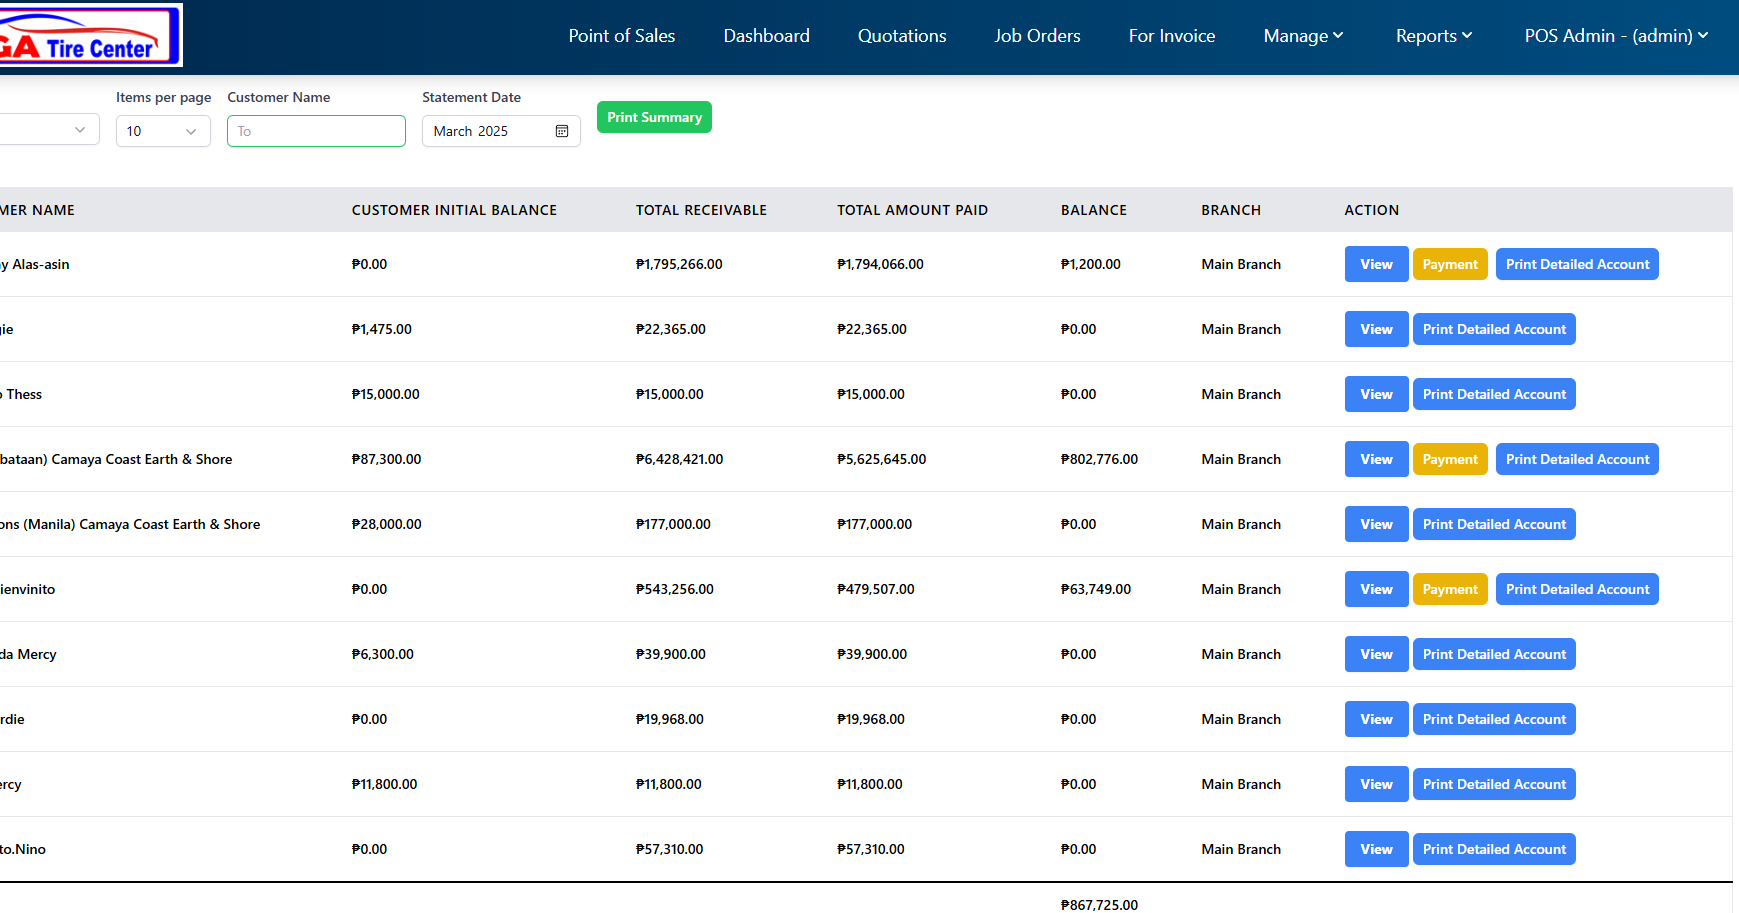 GA Tire Center
Point of Sales Dashboard Quotations Job Orders For Invoice Manage Reports POS Admin - (admin)
Items per page Customer Name Statement Date
10 To March 2025 Print Summary
MER NAME CUSTOMER INITIAL BALANCE TOTAL RECEIVABLE TOTAL AMOUNT PAID BALANCE BRANCH ACTION
y Alas-asin ₱0.00 ₱1,795,266.00 ₱1,794,066.00 ₱1,200.00 Main Branch View Payment Print Detailed Account
gie ₱1,475.00 ₱22,365.00 ₱22,365.00 ₱0.00 Main Branch View Print Detailed Account
o Thess ₱15,000.00 ₱15,000.00 ₱15,000.00 ₱0.00 Main Branch View Print Detailed Account
bataan) Camaya Coast Earth & Shore ₱87,300.00 ₱6,428,421.00 ₱5,625,645.00 ₱802,776.00 Main Branch View Payment Print Detailed Account
ons (Manila) Camaya Coast Earth & Shore ₱28,000.00 ₱177,000.00 ₱177,000.00 ₱0.00 Main Branch View Print Detailed Account
ienvinito ₱0.00 ₱543,256.00 ₱479,507.00 ₱63,749.00 Main Branch View Payment Print Detailed Account
da Mercy ₱6,300.00 ₱39,900.00 ₱39,900.00 ₱0.00 Main Branch View Print Detailed Account
rdie ₱0.00 ₱19,968.00 ₱19,968.00 ₱0.00 Main Branch View Print Detailed Account
ercy ₱11,800.00 ₱11,800.00 ₱11,800.00 ₱0.00 Main Branch View Print Detailed Account
to.Nino ₱0.00 ₱57,310.00 ₱57,310.00 ₱0.00 Main Branch View Print Detailed Account
₱867,725.00